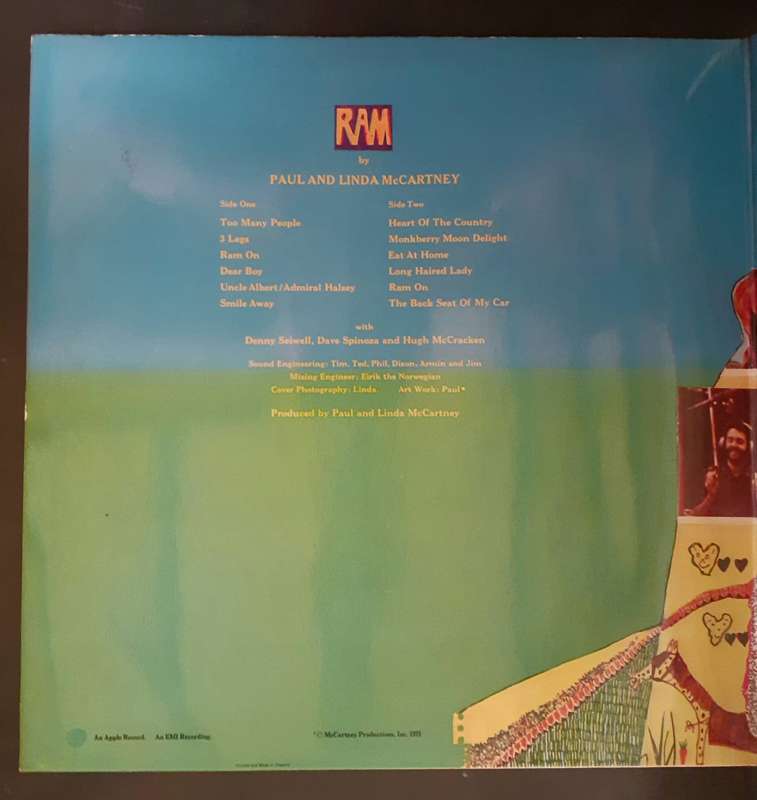 RAM
by
PAUL AND LINDA McCARTNEY
Side One
Too Many People
3 Legs
Ram On
Dear Boy
Uncle Albert/Admiral Halsey
Smile Away
Side Two
Heart Of The Country
Monkberry Moon Delight
Eat At Home
Long Haired Lady
Ram On
The Back Seat Of My Car
with
Denny Seiwell, Dave Spinoza and Hugh McCracken
Sound Engineering: Tim, Ted, Phil, Dixon, Armin and Jim
Mixing Engineer: Eirik the Norwegian
Cover Photography: Linda. Art Work: Paul*
Produced by Paul and Linda McCartney
An Apple Record. An EMI Recording.
*© McCartney Productions, Inc. 1971